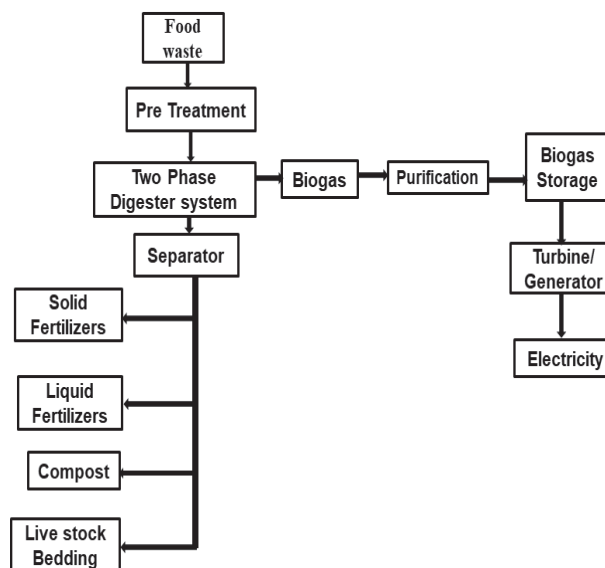 Food
waste
Pre Treatment
Two Phase
Digester system
Biogas
Purification
Biogas
Storage
Separator
Turbine/
Generator
Solid
Fertilizers
Electricity
Liquid
Fertilizers
Compost
Live stock
Bedding